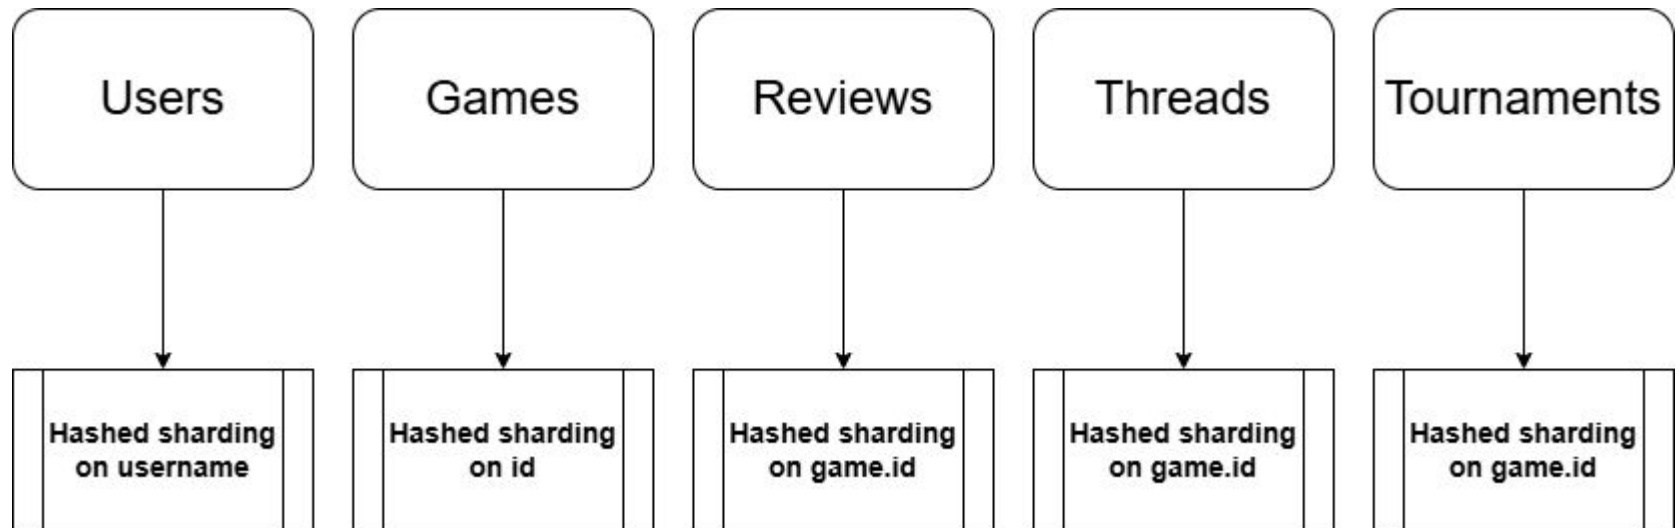 Users
Games
Reviews
Threads
Tournaments
Hashed sharding
on username
Hashed sharding
on id
Hashed sharding
on game.id
Hashed sharding
on game.id
Hashed sharding
on game.id